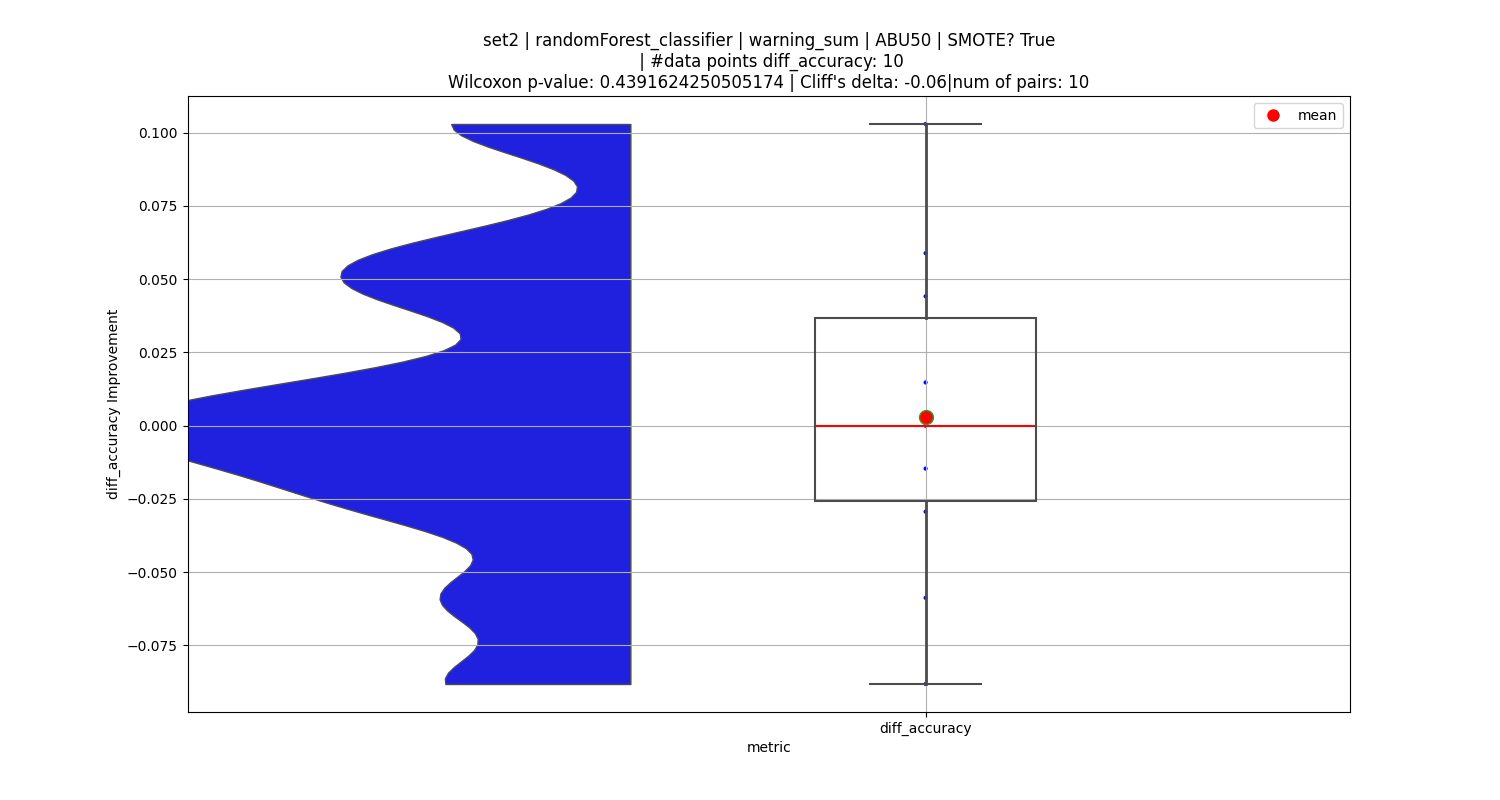 set2 | randomForest_classifier | warning_sum | ABU50 | SMOTE? True
| #data points diff_accuracy: 10
Wilcoxon p-value: 0.4391624250505174 | Cliff's delta: -0.06|num of pairs: 10
mean
0.100
0.075
0.050
0.025
0.000
−0.025
−0.050
−0.075
diff_accuracy Improvement
diff_accuracy
metric